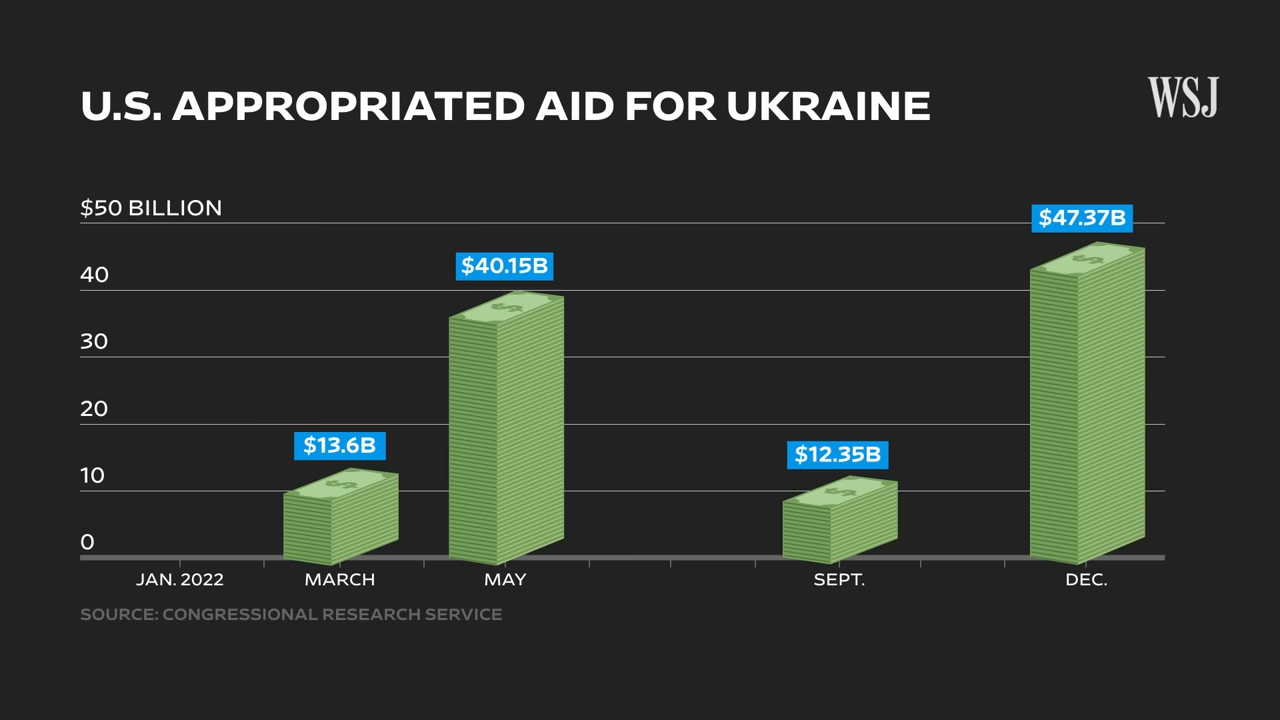 U.S. APPROPRIATED AID FOR UKRAINE
WSJ
$50 BILLION
40
30
20
10
0
$13.6B
$40.15B
$12.35B
$47.37B
JAN. 2022
MARCH
MAY
SEPT.
DEC.
SOURCE: CONGRESSIONAL RESEARCH SERVICE